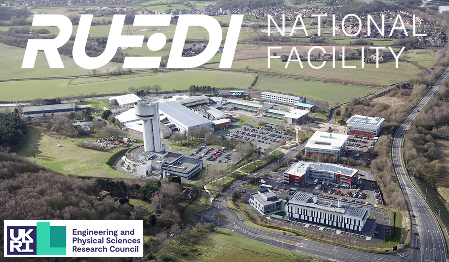 RUEDI
NATIONAL
FACILITY
UKRI
Engineering and
Physical Sciences
Research Council